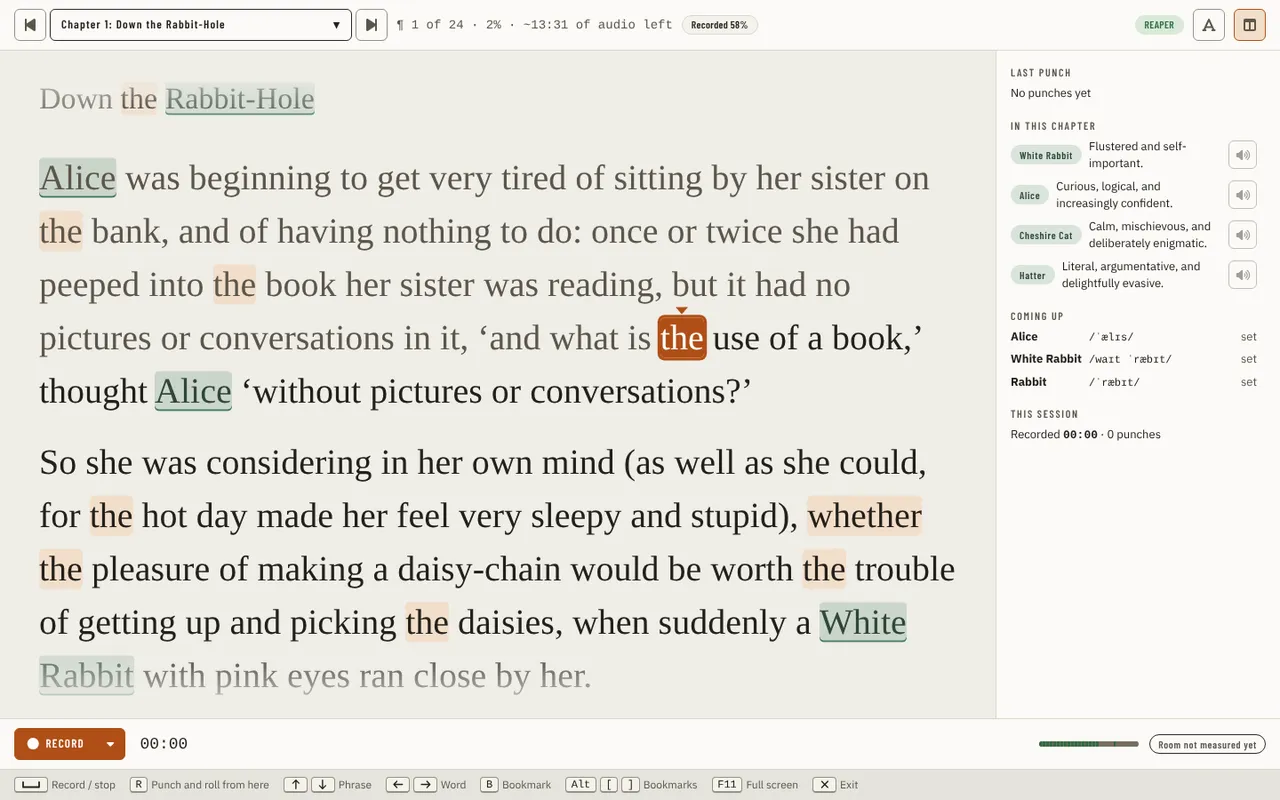 Chapter 1: Down the Rabbit-Hole ▼ ¶ 1 of 24 · 2% · ~13:31 of audio left Recorded 58% REAPER A
Down the Rabbit-Hole
Alice was beginning to get very tired of sitting by her sister on
the bank, and of having nothing to do: once or twice she had
peeped into the book her sister was reading, but it had no
pictures or conversations in it, ‘and what is the use of a book,’
thought Alice ‘without pictures or conversations?’
So she was considering in her own mind (as well as she could,
for the hot day made her feel very sleepy and stupid), whether
the pleasure of making a daisy-chain would be worth the trouble
of getting up and picking the daisies, when suddenly a White
Rabbit with pink eyes ran close by her.
LAST PUNCH
No punches yet
IN THIS CHAPTER
White Rabbit Flustered and self-
important.
Alice Curious, logical, and
increasingly confident.
Cheshire Cat Calm, mischievous, and
deliberately enigmatic.
Hatter Literal, argumentative, and
delightfully evasive.
COMING UP
Alice /ˈælɪs/ set
White Rabbit /waɪt ˈræbɪt/ set
Rabbit /ˈræbɪt/ set
THIS SESSION
Recorded 00:00 · 0 punches
RECORD 00:00 Room not measured yet
Record / stop R Punch and roll from here ↑ ↓ Phrase ← → Word B Bookmark Alt [ ] Bookmarks F11 Full screen X Exit